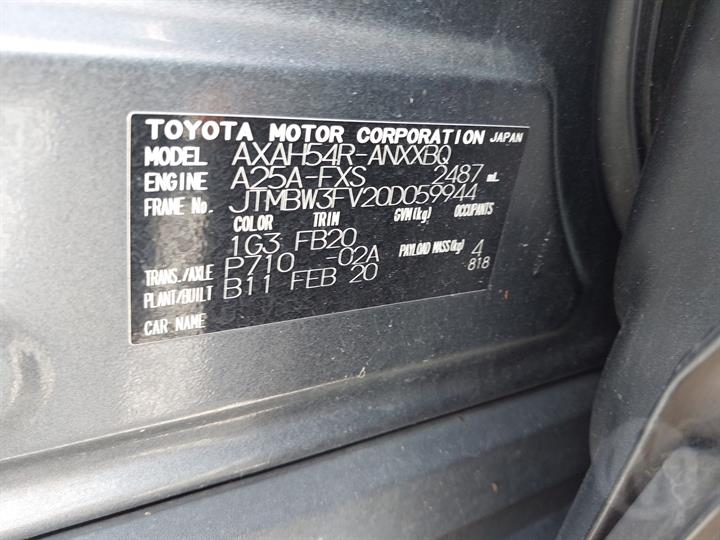 TOYOTA MOTOR CORPORATION JAPAN
MODEL AXAH54R-ANXXBQ
ENGINE A25A-FXS 2487 mL
FRAME No. JTMBW3FV20D059944
COLOR TRIM GVM(kg) OCCUPANTS
1G3 FB20
TRANS./AXLE P710 -02A PAYLOAD MASS(kg) 4
PLANT/BUILT B11 FEB 20 818
CAR NAME